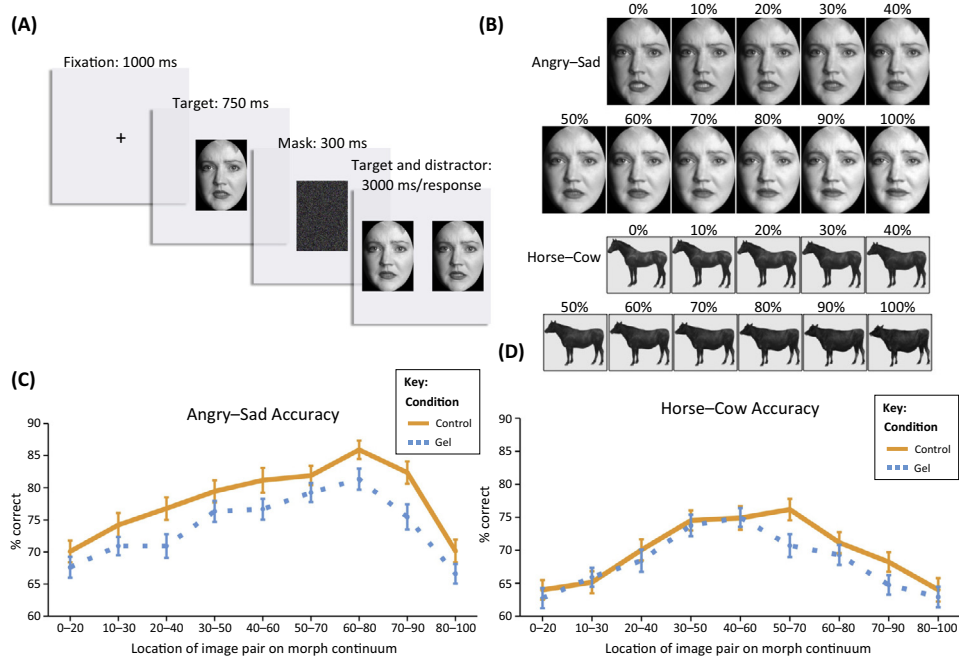 (A)
Fixation: 1000 ms
+
Target: 750 ms
Mask: 300 ms
Target and distractor:
3000 ms/response
(B)
0% 10% 20% 30% 40%
Angry–Sad
50% 60% 70% 80% 90% 100%
0% 10% 20% 30% 40%
Horse–Cow
50% 60% 70% 80% 90% 100%
(C)
Key:
Condition
Control
Gel
Angry–Sad Accuracy
% correct
90
85
80
75
70
65
60
0–20 10–30 20–40 30–50 40–60 50–70 60–80 70–90 80–100
Location of image pair on morph continuum
(D)
Key:
Condition
Control
Gel
Horse–Cow Accuracy
% correct
90
85
80
75
70
65
60
0–20 10–30 20–40 30–50 40–60 50–70 60–80 70–90 80–100
Location of image pair on morph continuum